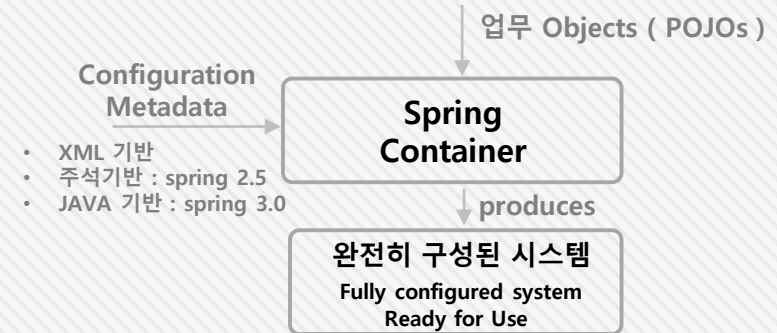 업무 Objects ( POJOs )
Configuration
Metadata
• XML 기반
• 주석기반 : spring 2.5
• JAVA 기반 : spring 3.0
Spring
Container
produces
완전히 구성된 시스템
Fully configured system
Ready for Use